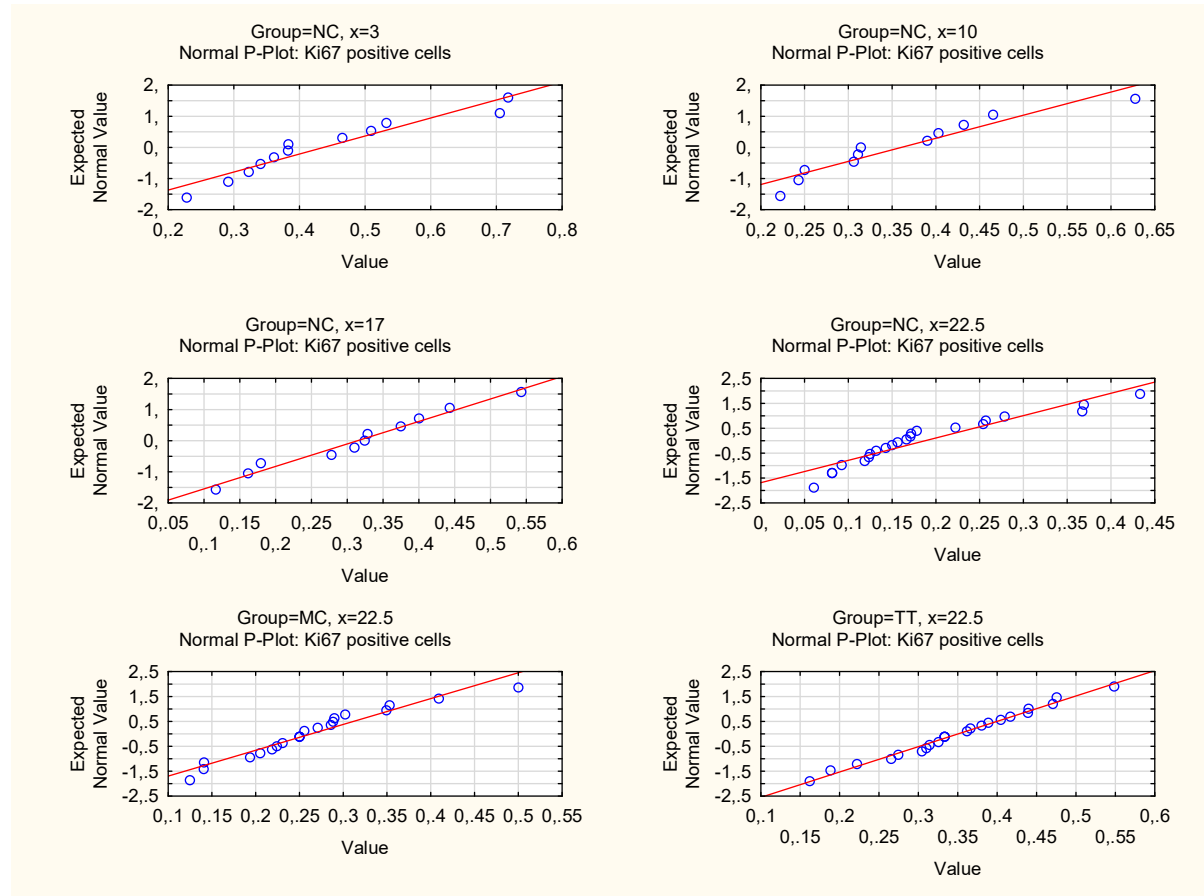 Group=NC, x=3
Normal P-Plot: Ki67 positive cells
Expected
Normal Value
2,
1,
0,
-1,
-2,
0,.2 0,.3 0,.4 0,.5 0,.6 0,.7 0,.8
Value
Group=NC, x=10
Normal P-Plot: Ki67 positive cells
Expected
Normal Value
2,
1,
0,
-1,
-2,
0,.2 0,.25 0,.3 0,.35 0,.4 0,.45 0,.5 0,.55 0,.6 0,.65
Value
Group=NC, x=17
Normal P-Plot: Ki67 positive cells
Expected
Normal Value
2,
1,
0,
-1,
-2,
0,.05 0,.15 0,.25 0,.35 0,.45 0,.55
0,.1 0,.2 0,.3 0,.4 0,.5 0,.6
Value
Group=NC, x=22.5
Normal P-Plot: Ki67 positive cells
Expected
Normal Value
2,.5
1,.5
0,.5
-0,.5
-1,.5
-2,.5
0, 0,.05 0,.1 0,.15 0,.2 0,.25 0,.3 0,.35 0,.4 0,.45
Value
Group=MC, x=22.5
Normal P-Plot: Ki67 positive cells
Expected
Normal Value
2,.5
1,.5
0,.5
-0,.5
-1,.5
-2,.5
0,.1 0,.15 0,.2 0,.25 0,.3 0,.35 0,.4 0,.45 0,.5 0,.55
Value
Group=TT, x=22.5
Normal P-Plot: Ki67 positive cells
Expected
Normal Value
2,.5
1,.5
0,.5
-0,.5
-1,.5
-2,.5
0,.1 0,.2 0,.3 0,.4 0,.5 0,.6
0,.15 0,.25 0,.35 0,.45 0,.55
Value